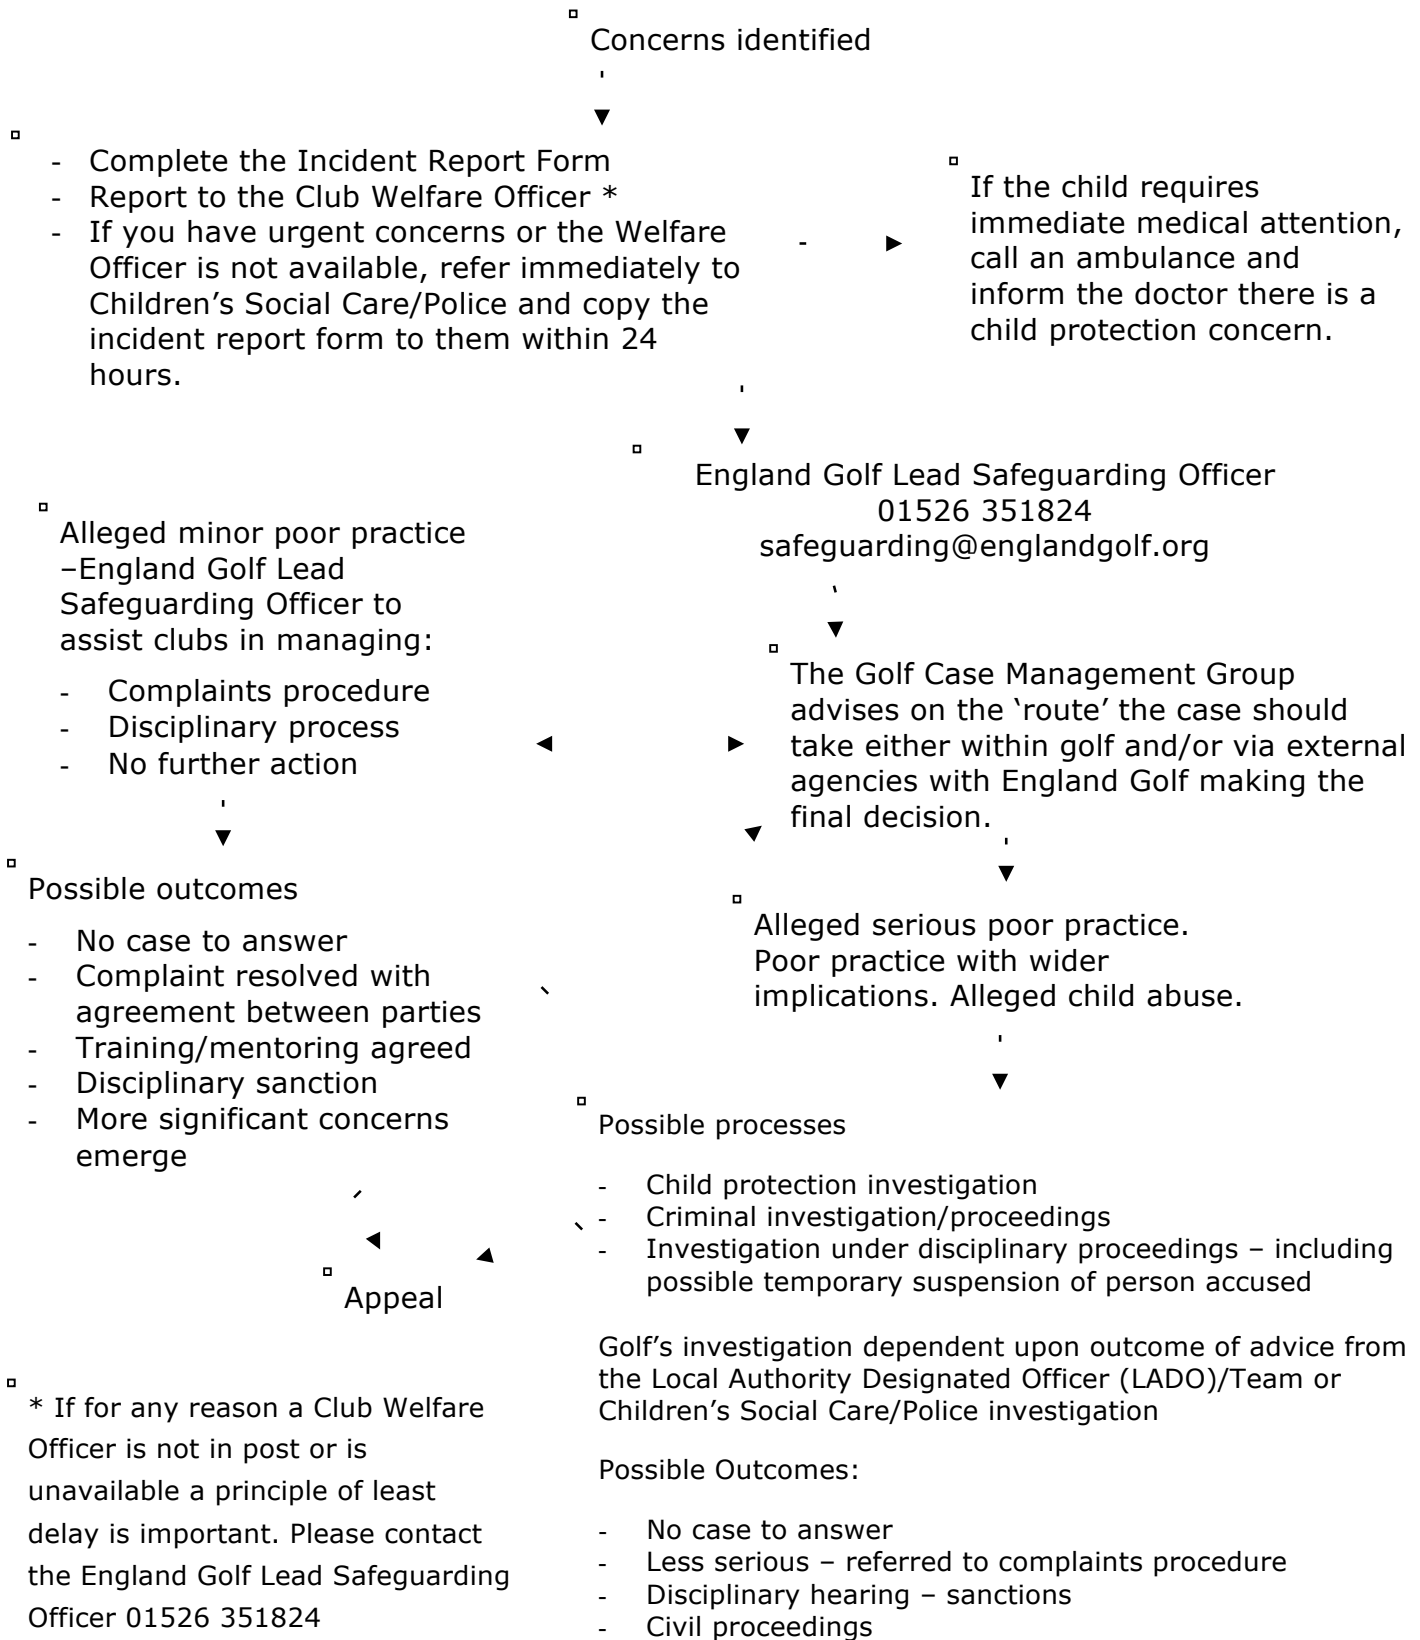 Concerns identified
- Complete the Incident Report Form
- Report to the Club Welfare Officer *
- If you have urgent concerns or the Welfare
Officer is not available, refer immediately to
Children’s Social Care/Police and copy the
incident report form to them within 24
hours.
If the child requires
immediate medical attention,
call an ambulance and
inform the doctor there is a
child protection concern.
England Golf Lead Safeguarding Officer
01526 351824
safeguarding@englandgolf.org
Alleged minor poor practice
–England Golf Lead
Safeguarding Officer to
assist clubs in managing:
- Complaints procedure
- Disciplinary process
- No further action
The Golf Case Management Group
advises on the ‘route’ the case should
take either within golf and/or via external
agencies with England Golf making the
final decision.
Possible outcomes
- No case to answer
- Complaint resolved with
agreement between parties
- Training/mentoring agreed
- Disciplinary sanction
- More significant concerns
emerge
Alleged serious poor practice.
Poor practice with wider
implications. Alleged child abuse.
Possible processes
- Child protection investigation
- Criminal investigation/proceedings
- Investigation under disciplinary proceedings – including
possible temporary suspension of person accused
Golf’s investigation dependent upon outcome of advice from
the Local Authority Designated Officer (LADO)/Team or
Children’s Social Care/Police investigation
Possible Outcomes:
- No case to answer
- Less serious – referred to complaints procedure
- Disciplinary hearing – sanctions
- Civil proceedings
Appeal
* If for any reason a Club Welfare
Officer is not in post or is
unavailable a principle of least
delay is important. Please contact
the England Golf Lead Safeguarding
Officer 01526 351824